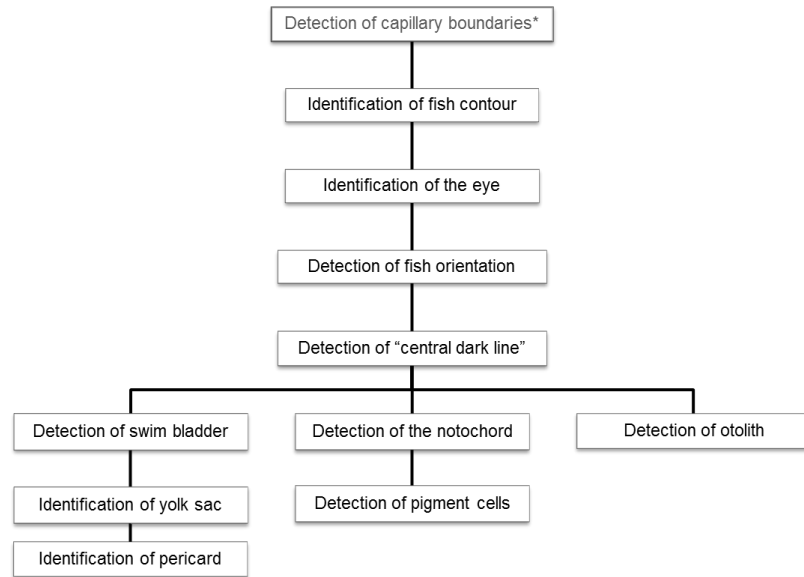 Detection of capillary boundaries*
Identification of fish contour
Identification of the eye
Detection of fish orientation
Detection of “central dark line”
Detection of swim bladder
Detection of the notochord
Detection of otolith
Identification of yolk sac
Detection of pigment cells
Identification of pericard